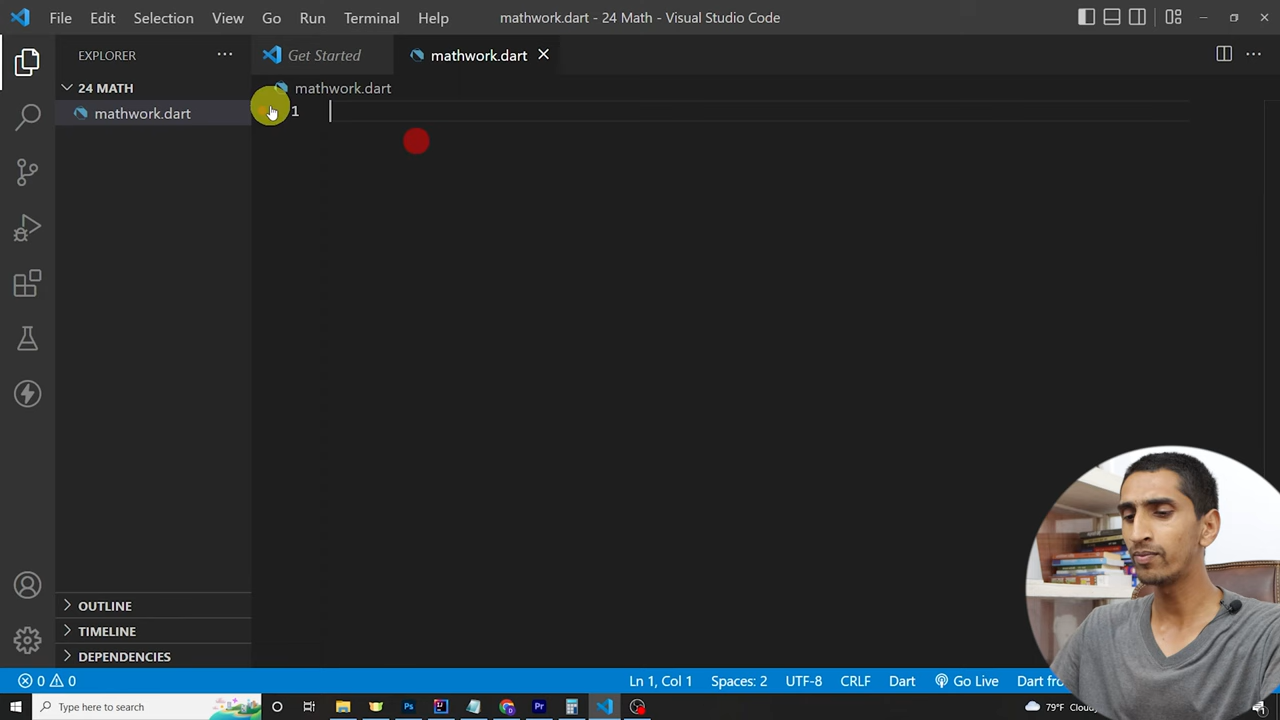 File Edit Selection View Go Run Terminal Help mathwork.dart - 24 Math - Visual Studio Code
EXPLORER
24 MATH
mathwork.dart
Get Started
mathwork.dart
mathwork.dart
1
OUTLINE
TIMELINE
DEPENDENCIES
0 0 Ln 1, Col 1 Spaces: 2 UTF-8 CRLF Dart Go Live Dart
Type here to search
79°F